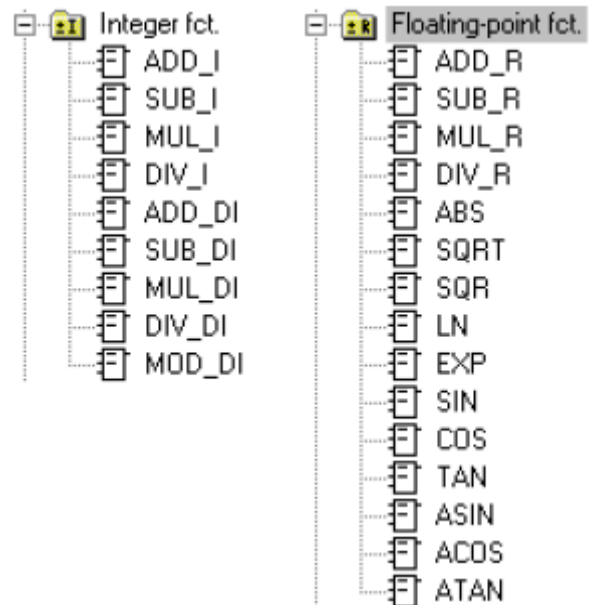 Integer fct.
ADD_I
SUB_I
MUL_I
DIV_I
ADD_DI
SUB_DI
MUL_DI
DIV_DI
MOD_DI
Floating-point fct.
ADD_R
SUB_R
MUL_R
DIV_R
ABS
SQRT
SQR
LN
EXP
SIN
COS
TAN
ASIN
ACOS
ATAN